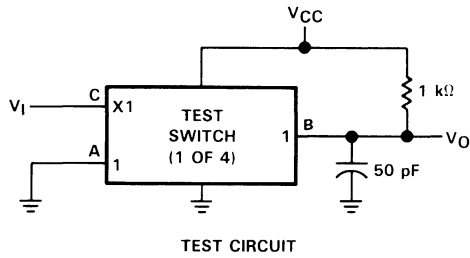 VCC
1 kΩ
VI
C
X1
TEST
SWITCH
(1 OF 4)
1
B
VO
A
1
50 pF
TEST CIRCUIT